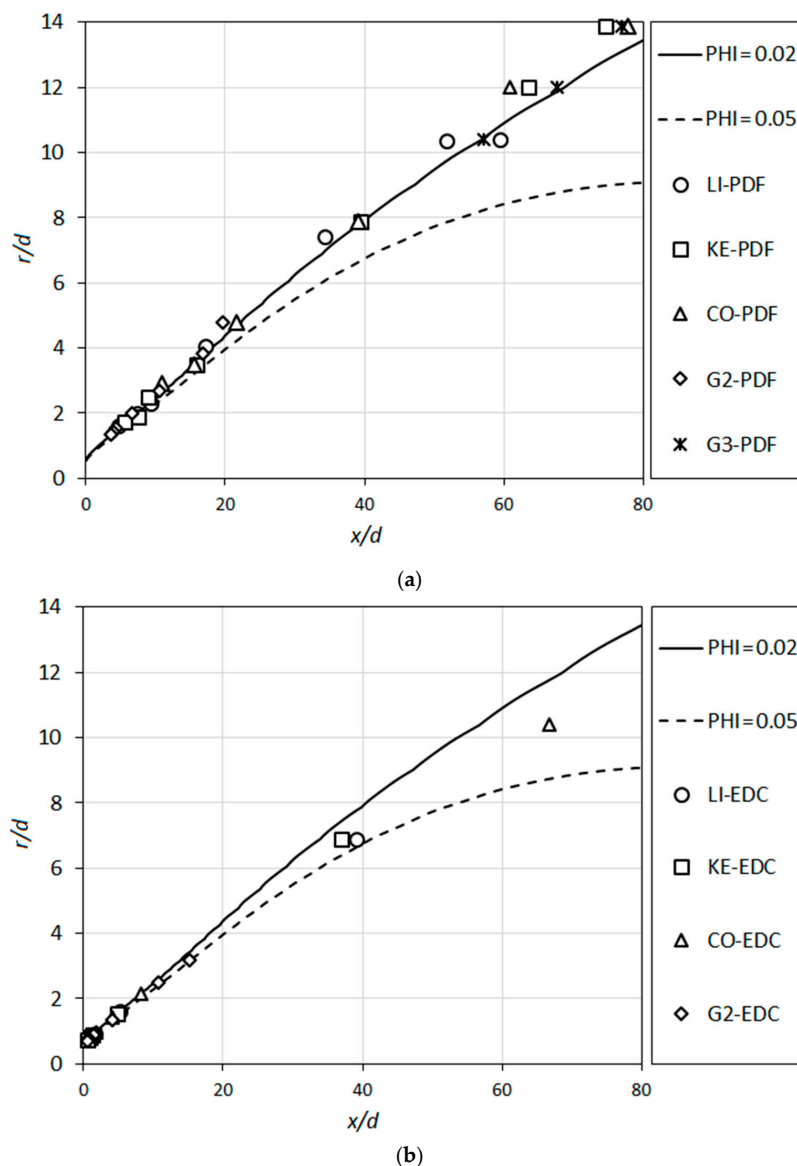 14
12
10
8
6
4
2
0
r/d
0 20 40 60 80
x/d
PHI = 0.02
PHI = 0.05
LI-PDF
KE-PDF
CO-PDF
G2-PDF
G3-PDF
(a)
14
12
10
8
6
4
2
0
r/d
0 20 40 60 80
x/d
PHI = 0.02
PHI = 0.05
LI-EDC
KE-EDC
CO-EDC
G2-EDC
(b)